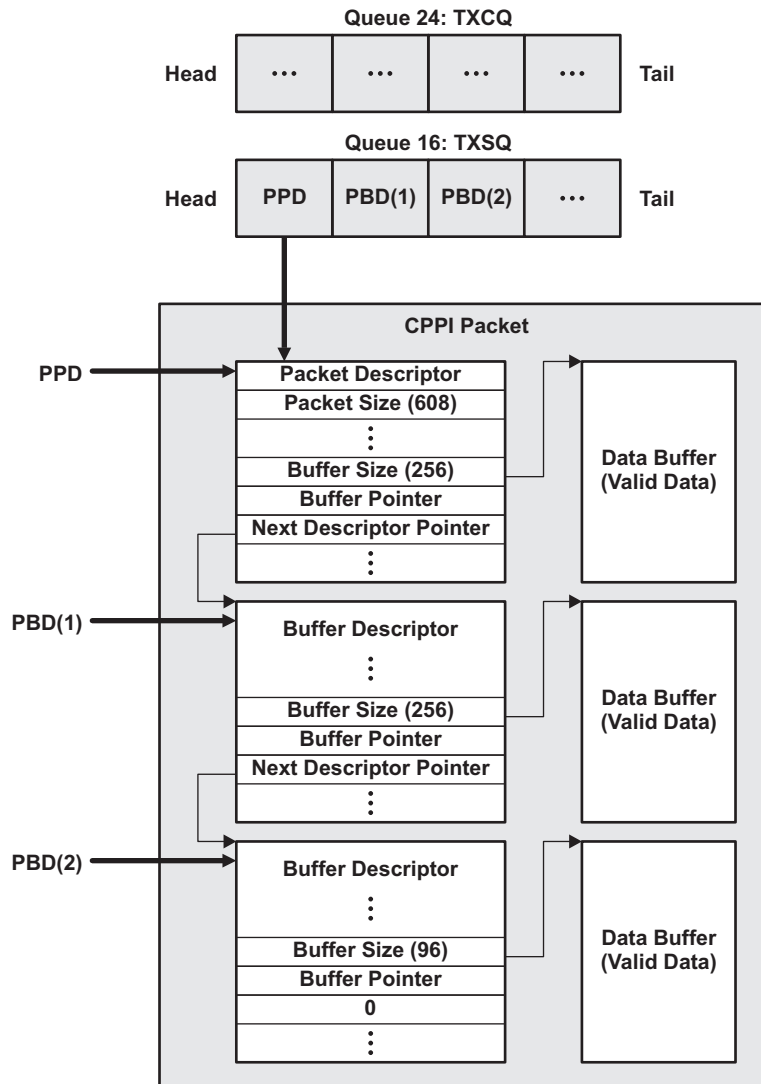 Queue 24: TXCQ
Head ... ... ... ... Tail
Queue 16: TXSQ
Head PPD PBD(1) PBD(2) ... Tail
CPPI Packet
PPD
Packet Descriptor
Packet Size (608)
Buffer Size (256)
Buffer Pointer
Next Descriptor Pointer
Data Buffer
(Valid Data)
PBD(1)
Buffer Descriptor
Buffer Size (256)
Buffer Pointer
Next Descriptor Pointer
Data Buffer
(Valid Data)
PBD(2)
Buffer Descriptor
Buffer Size (96)
Buffer Pointer
0
Data Buffer
(Valid Data)